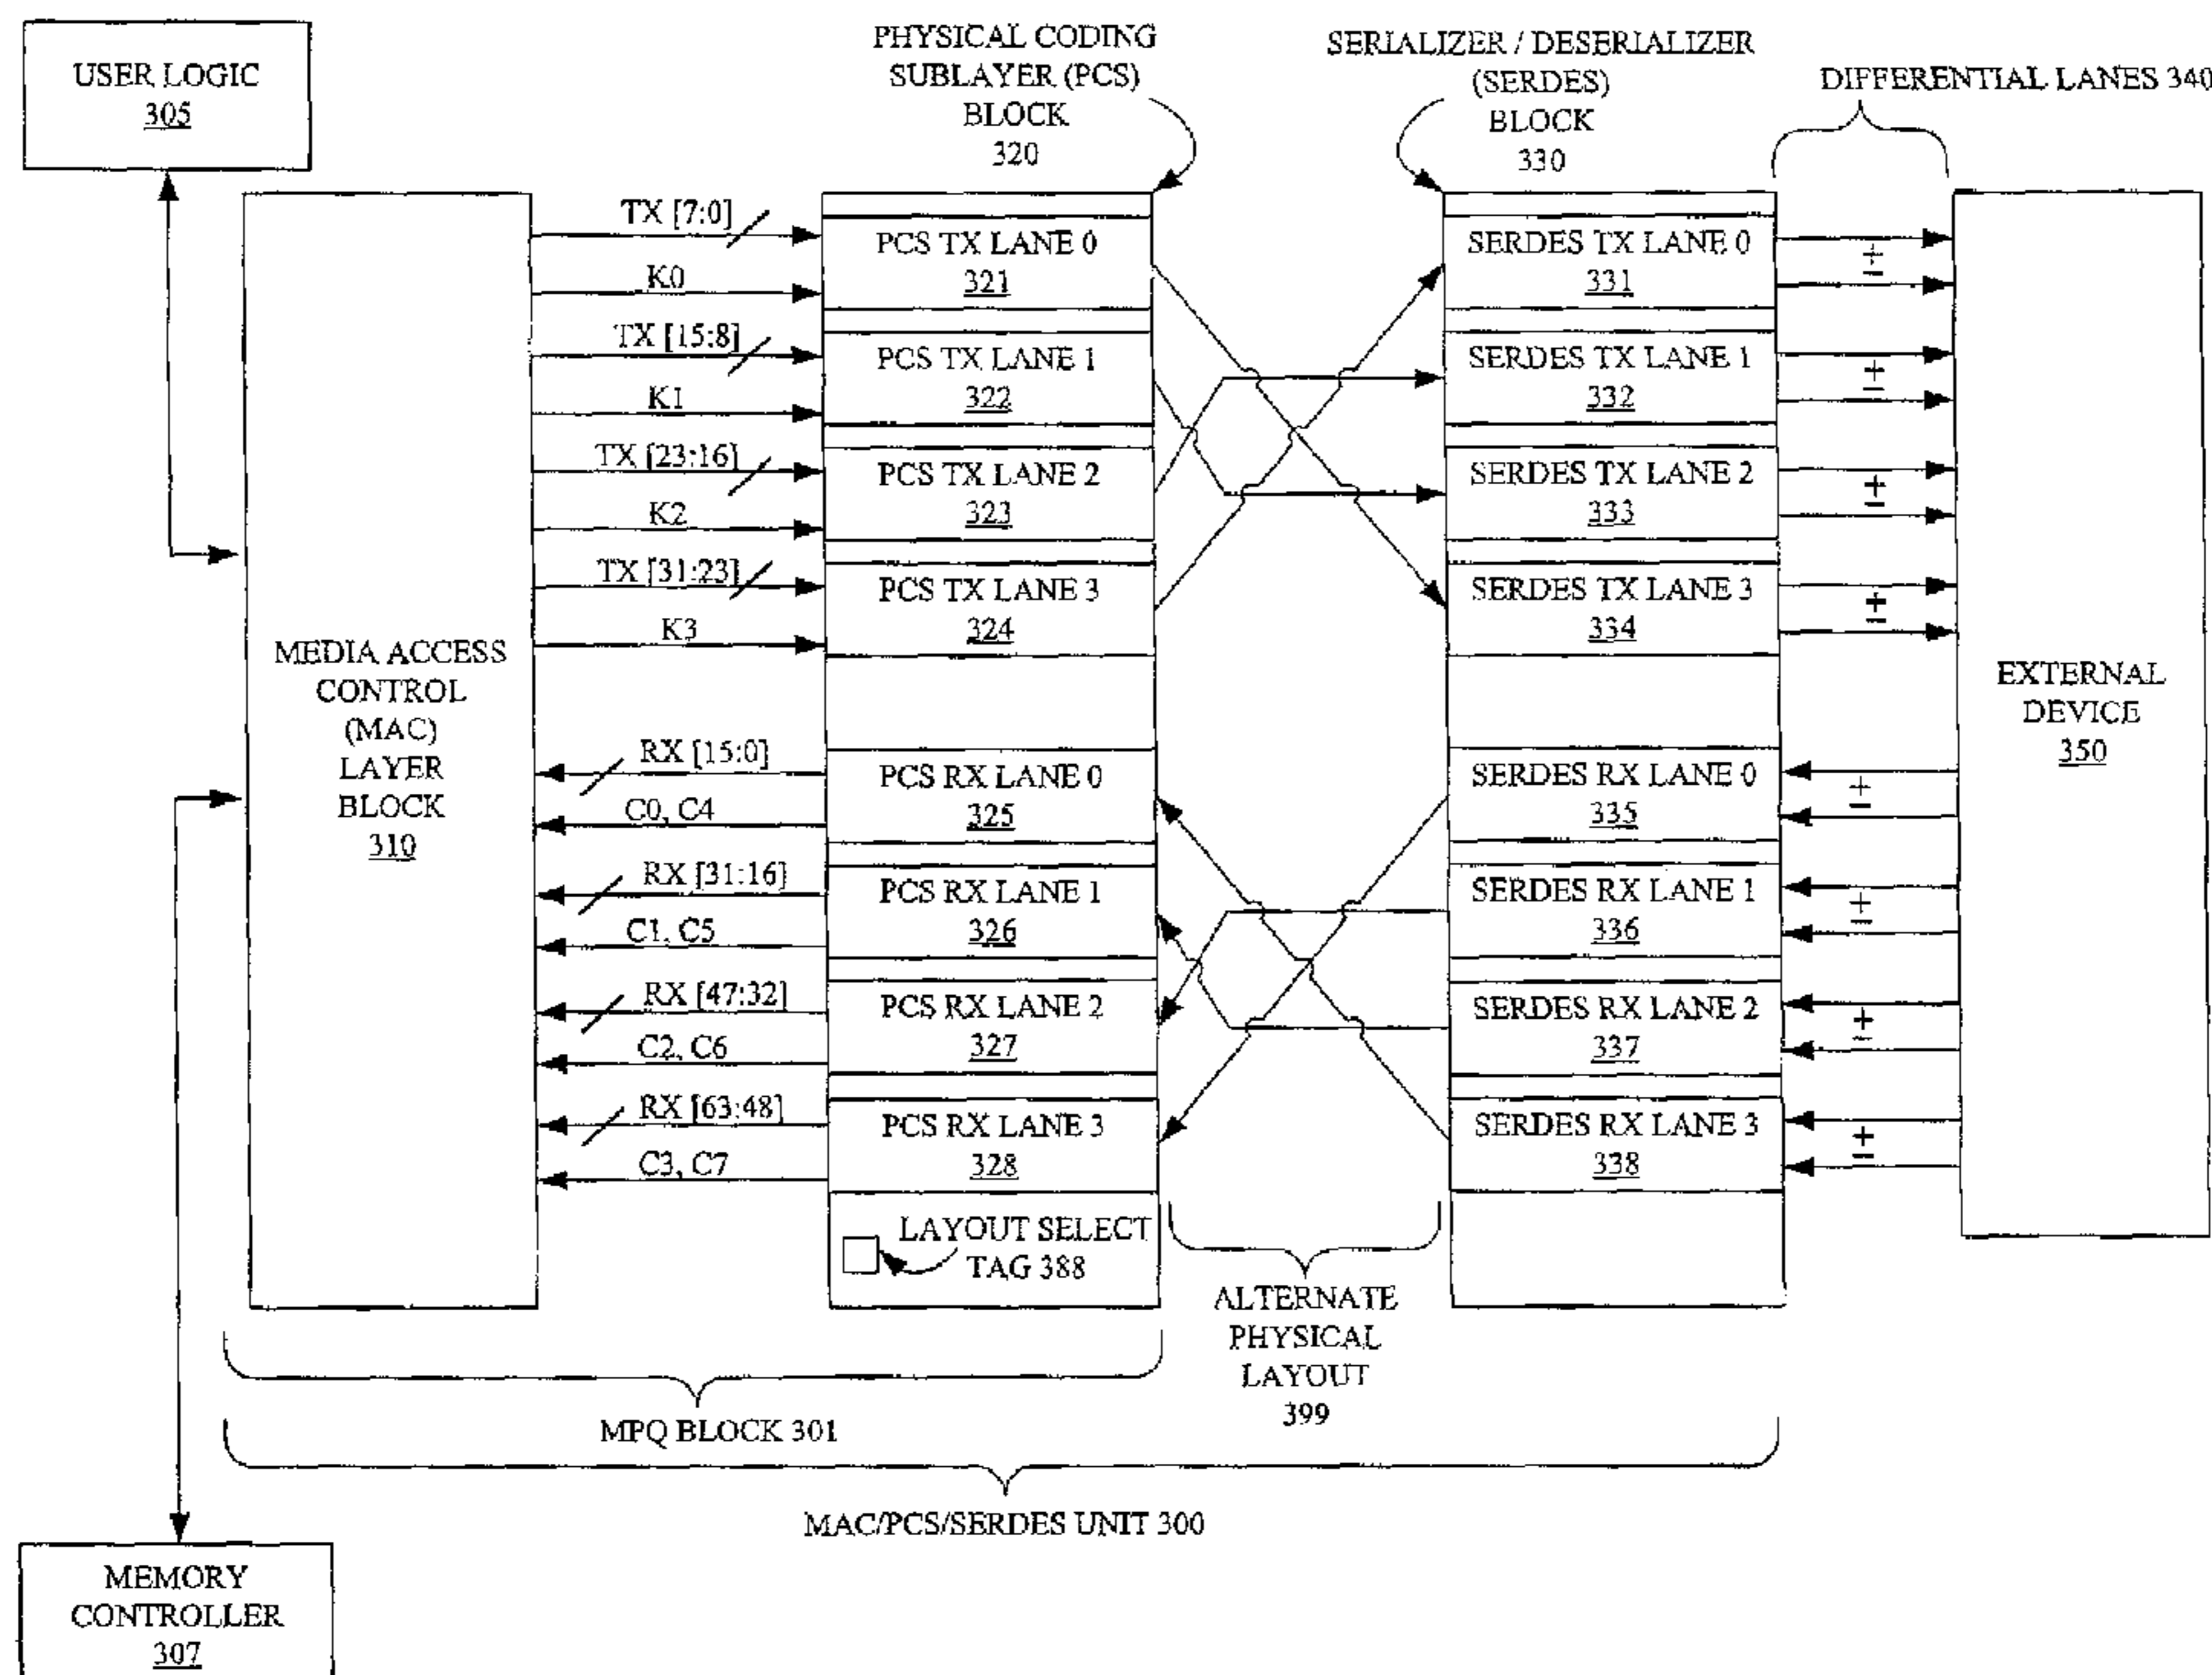 USER LOGIC
305
PHYSICAL CODING
SUBLAYER (PCS)
BLOCK
320
SERIALIZER / DESERIALIZER
(SERDES)
BLOCK
330
DIFFERENTIAL LANES 340
MEDIA ACCESS
CONTROL
(MAC)
LAYER
BLOCK
310
TX [7:0]
K0
TX [15:8]
K1
TX [23:16]
K2
TX [31:23]
K3
RX [15:0]
C0, C4
RX [31:16]
C1, C5
RX [47:32]
C2, C6
RX [63:48]
C3, C7
PCS TX LANE 0
321
PCS TX LANE 1
322
PCS TX LANE 2
323
PCS TX LANE 3
324
PCS RX LANE 0
325
PCS RX LANE 1
326
PCS RX LANE 2
327
PCS RX LANE 3
328
LAYOUT SELECT
TAG 388
SERDES TX LANE 0
331
SERDES TX LANE 1
332
SERDES TX LANE 2
333
SERDES TX LANE 3
334
SERDES RX LANE 0
335
SERDES RX LANE 1
336
SERDES RX LANE 2
337
SERDES RX LANE 3
338
±
±
±
±
±
±
±
±
EXTERNAL
DEVICE
350
ALTERNATE
PHYSICAL
LAYOUT
399
MPQ BLOCK 301
MAC/PCS/SERDES UNIT 300
MEMORY
CONTROLLER
307